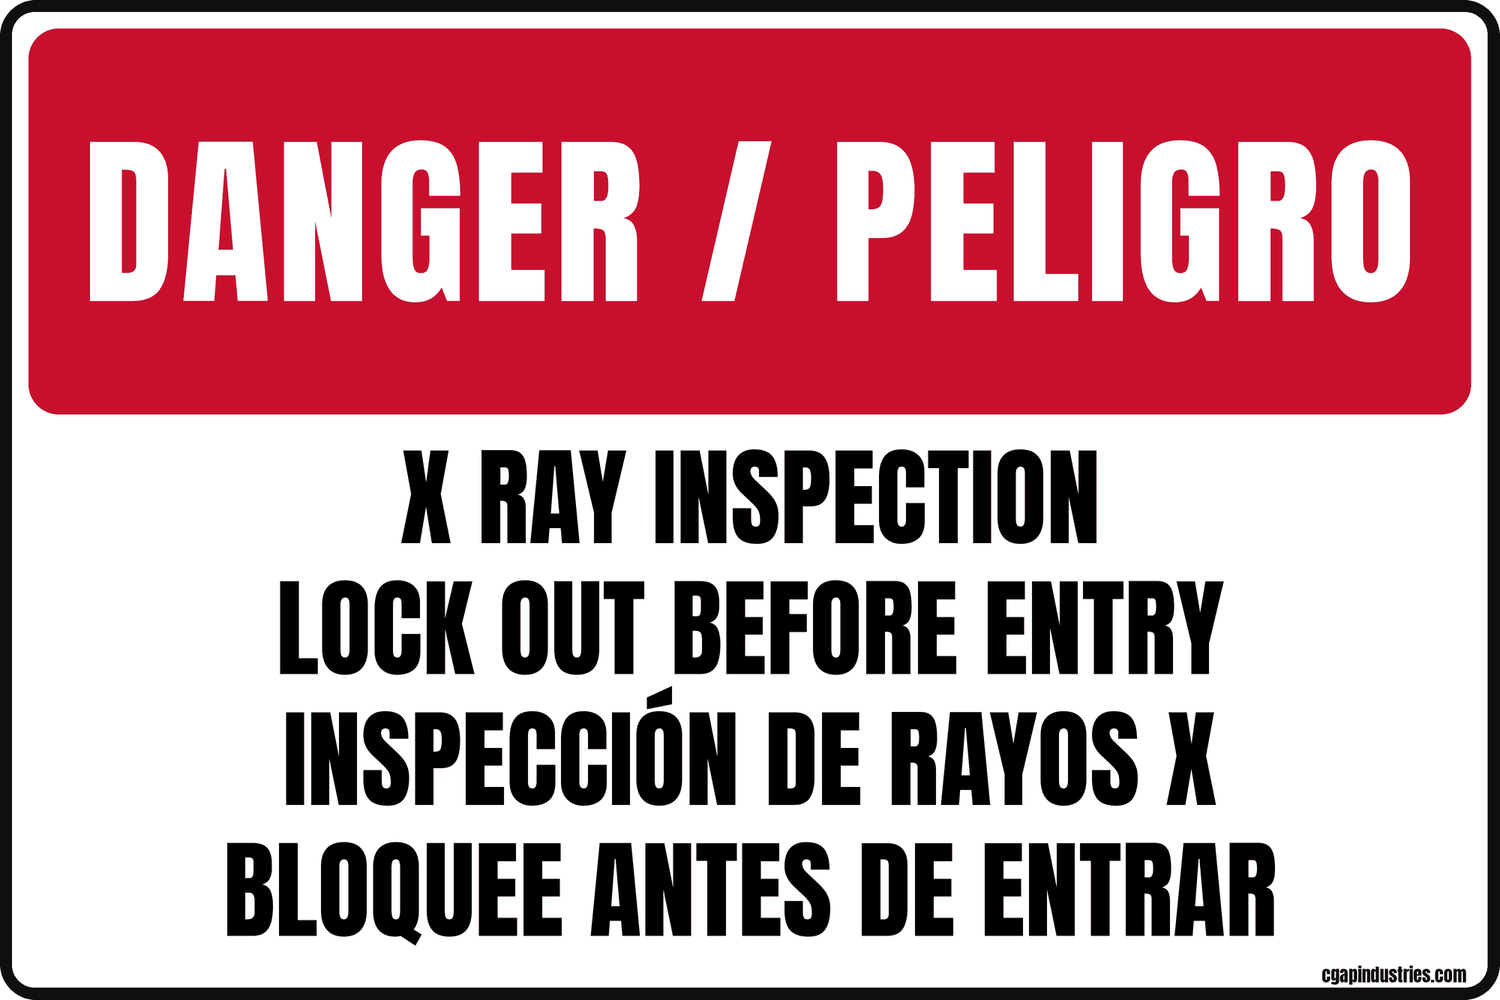 DANGER / PELIGRO
X RAY INSPECTION
LOCK OUT BEFORE ENTRY
INSPECCIÓN DE RAYOS X
BLOQUEE ANTES DE ENTRAR
cgapindustries.com